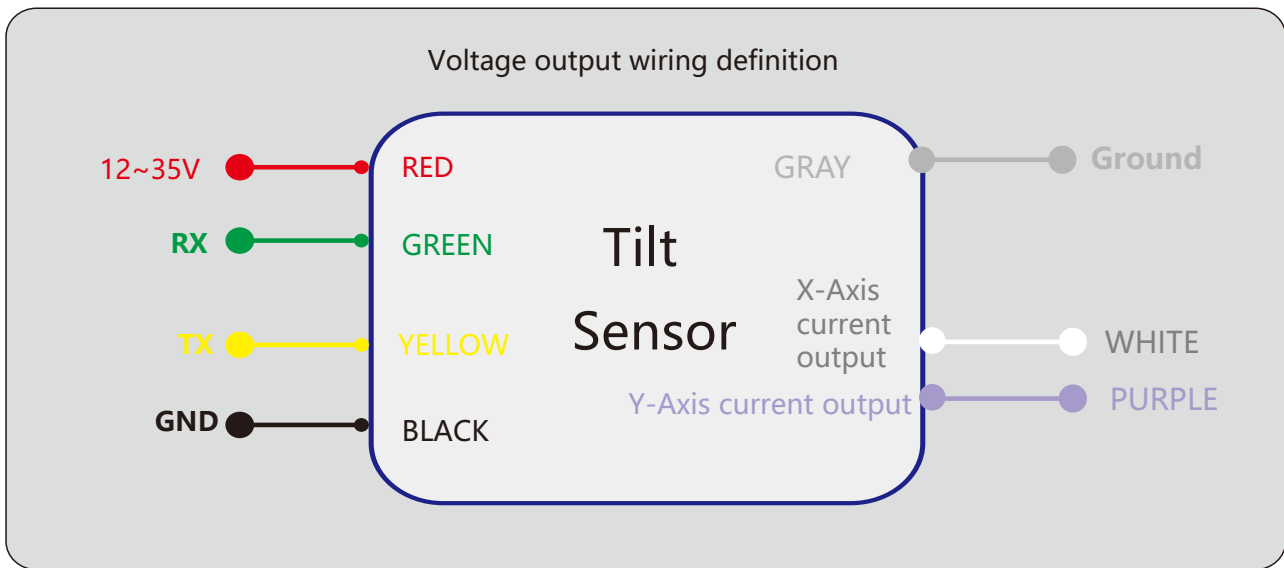 Voltage output wiring definition
12~35V RED GRAY Ground
RX GREEN
Tilt
Sensor
X-Axis
current
output
TX YELLOW WHITE
Y-Axis current output PURPLE
GND BLACK